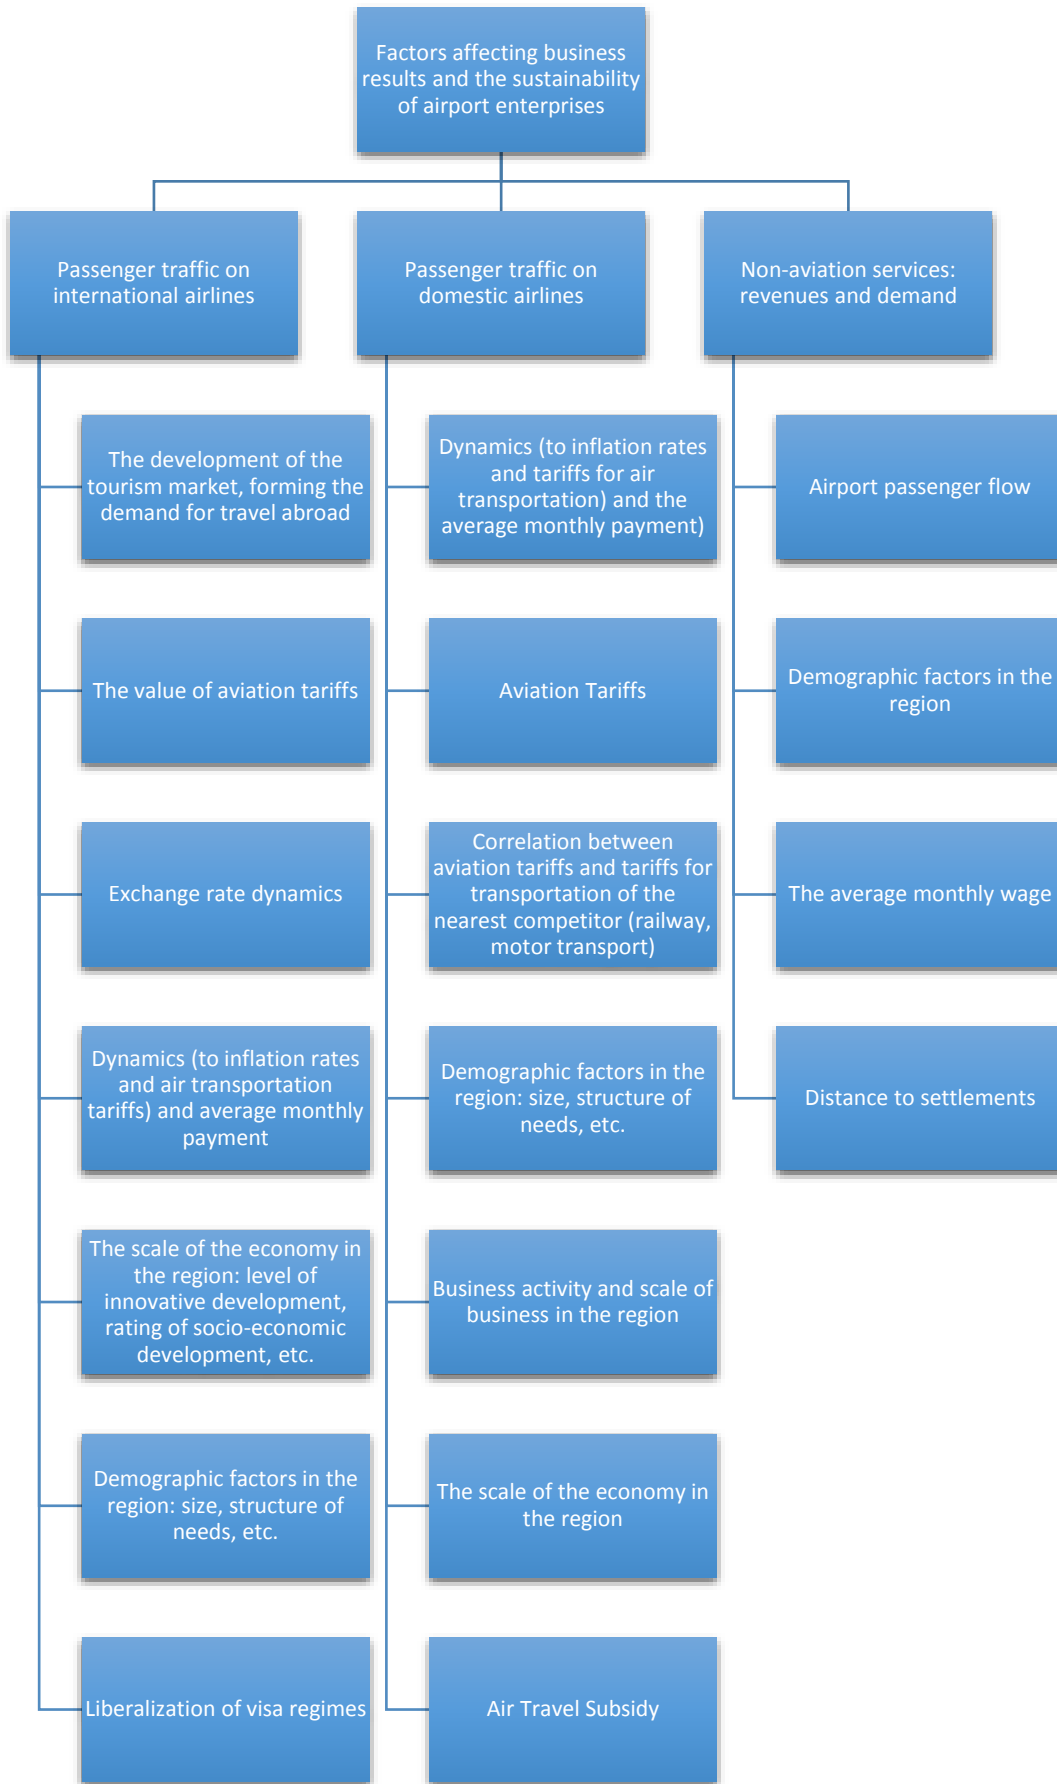 Factors affecting business
results and the sustainability
of airport enterprises
Passenger traffic on
international airlines
Passenger traffic on
domestic airlines
Non-aviation services:
revenues and demand
The development of the
tourism market, forming the
demand for travel abroad
The value of aviation tariffs
Exchange rate dynamics
Dynamics (to inflation rates
and air transportation
tariffs) and average monthly
payment
The scale of the economy in
the region: level of
innovative development,
rating of socio-economic
development, etc.
Demographic factors in the
region: size, structure of
needs, etc.
Liberalization of visa regimes
Dynamics (to inflation rates
and tariffs for air
transportation) and the
average monthly payment)
Aviation Tariffs
Correlation between
aviation tariffs and tariffs for
transportation of the
nearest competitor (railway,
motor transport)
Demographic factors in the
region: size, structure of
needs, etc.
Business activity and scale of
business in the region
The scale of the economy in
the region
Air Travel Subsidy
Airport passenger flow
Demographic factors in the
region
The average monthly wage
Distance to settlements